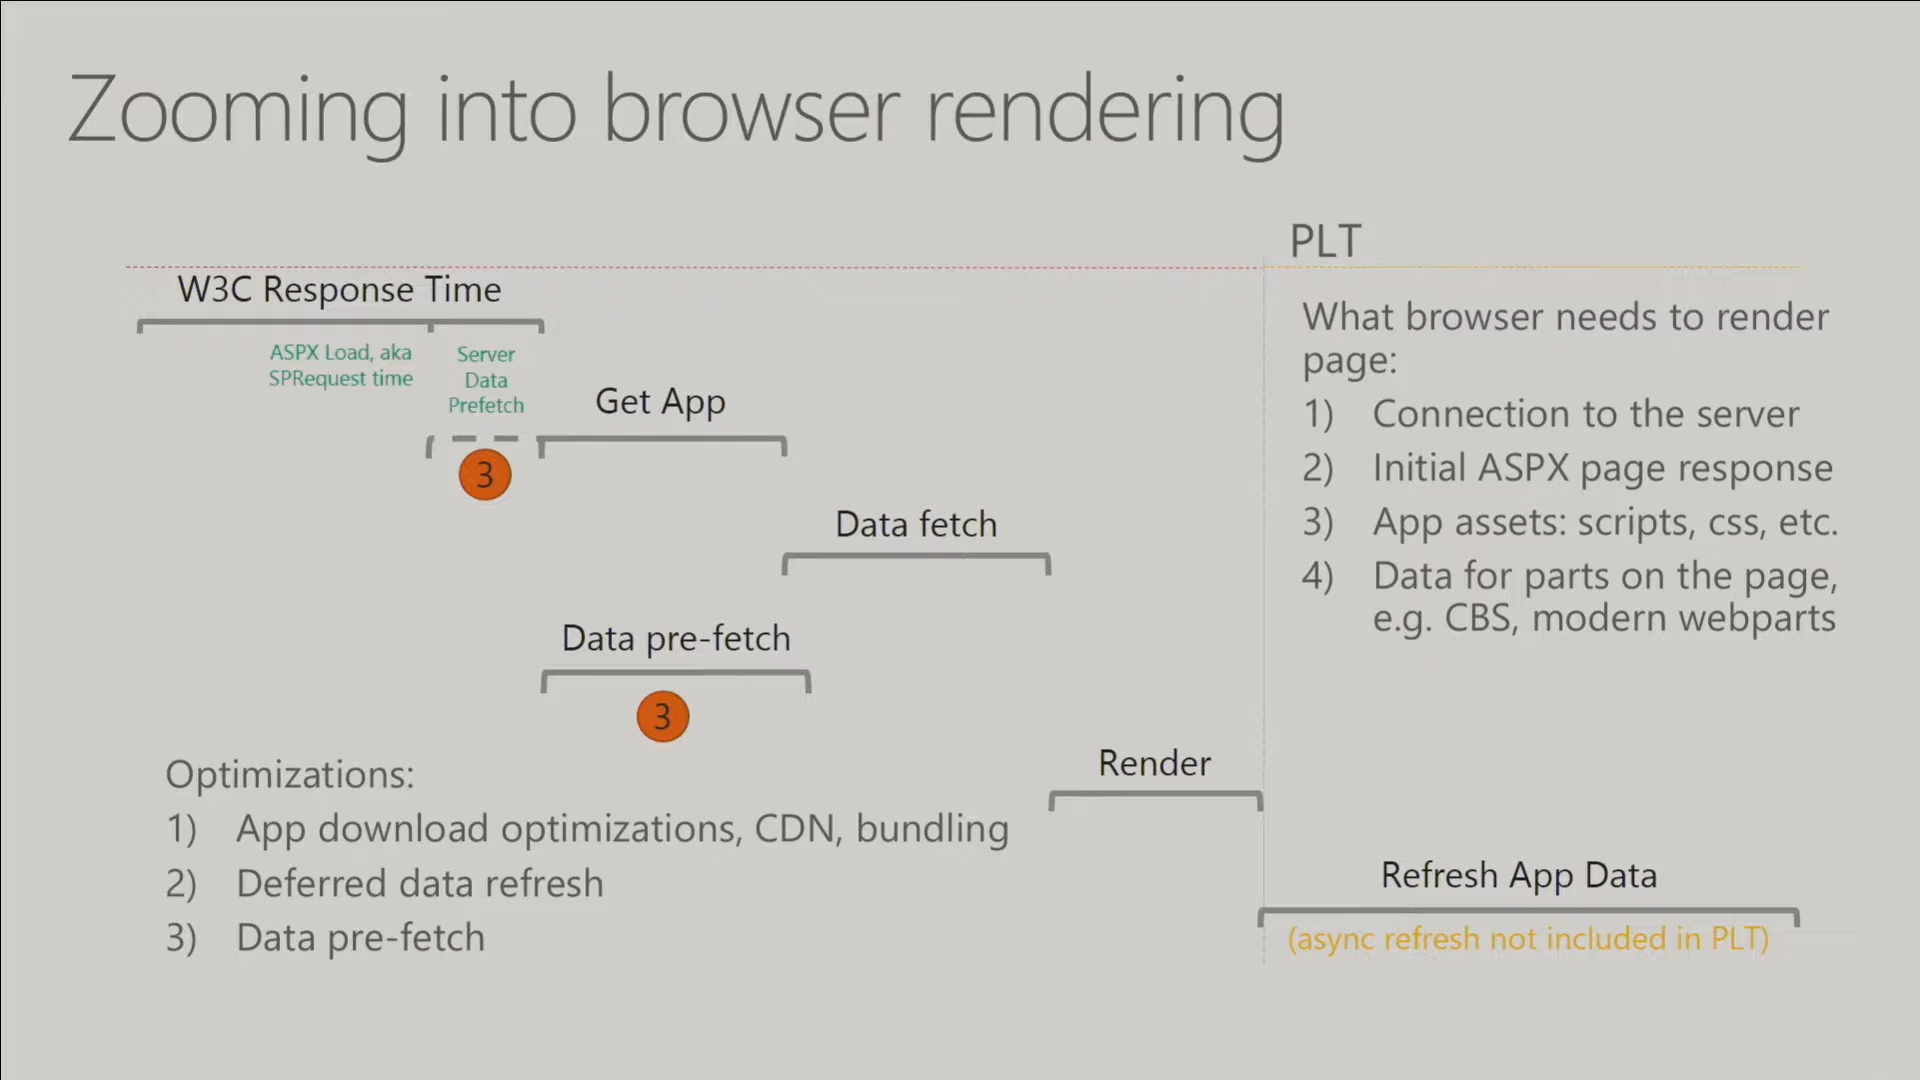 Zooming into browser rendering
PLT
W3C Response Time
ASPX Load, aka
SPRequest time
Server
Data
Prefetch
Get App
3
Data fetch
Data pre-fetch
3
Render
Refresh App Data
(async refresh not included in PLT)
What browser needs to render
page:
1) Connection to the server
2) Initial ASPX page response
3) App assets: scripts, css, etc.
4) Data for parts on the page,
e.g. CBS, modern webparts
Optimizations:
1) App download optimizations, CDN, bundling
2) Deferred data refresh
3) Data pre-fetch